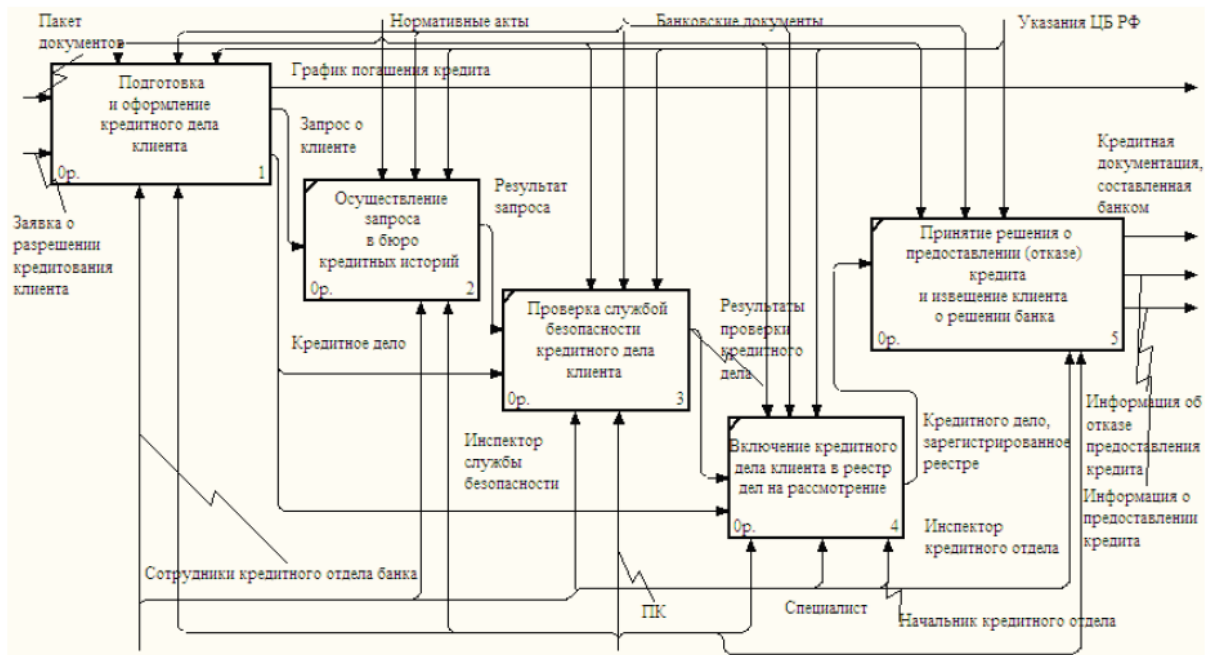 Пакет
документов
Нормативные акты
Банковские документы
Указания ЦБ РФ
График погашения кредита
Подготовка
и оформление
кредитного дела
клиента
0р.
1
Запрос о
клиенте
Кредитная
документация,
составленная
банком
Заявка о
разрешении
кредитования
клиента
Осуществление
запроса
в бюро
кредитных историй
0р.
2
Результат
запроса
Принятие решения о
предоставлении (отказе)
кредита
и извещение клиента
о решении банка
0р.
5
Проверка службой
безопасности
кредитного дела
клиента
0р.
3
Результаты
проверки
кредитного
дела
Кредитное дело
Информация об
отказе
предоставления
кредита
Включение кредитного
дела клиента в реестр
дел на рассмотрение
0р.
4
Кредитного дело,
зарегистрированное
реестре
Инспектор
службы
безопасности
Информация о
предоставлении
кредита
Инспектор
кредитного отдела
Сотрудники кредитного отдела банка
ПК
Специалист
Начальник кредитного отдела